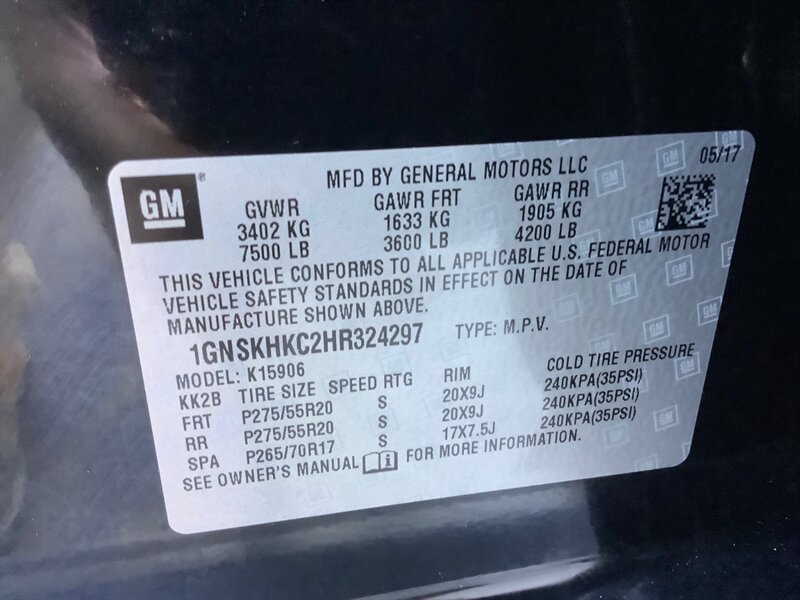 GM®
MFD BY GENERAL MOTORS LLC
05/17
GVWR GAWR FRT GAWR RR
3402 KG 1633 KG 1905 KG
7500 LB 3600 LB 4200 LB
THIS VEHICLE CONFORMS TO ALL APPLICABLE U.S. FEDERAL MOTOR
VEHICLE SAFETY STANDARDS IN EFFECT ON THE DATE OF
MANUFACTURE SHOWN ABOVE.
1GNSKHKC2HR324297 TYPE: M.P.V.
MODEL: K15906
KK2B TIRE SIZE SPEED RTG RIM COLD TIRE PRESSURE
FRT P275/55R20 S 20X9J 240KPA(35PSI)
RR P275/55R20 S 20X9J 240KPA(35PSI)
SPA P265/70R17 S 17X7.5J 240KPA(35PSI)
SEE OWNER'S MANUAL FOR MORE INFORMATION.